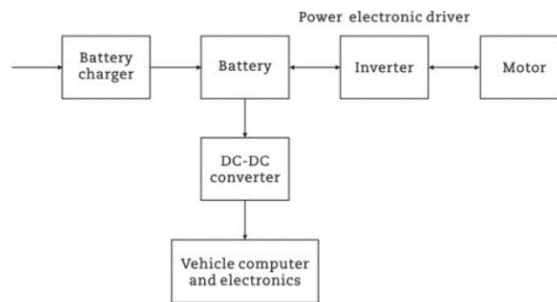 Power electronic driver
Battery
charger
Battery
Inverter
Motor
DC-DC
converter
Vehicle computer
and electronics